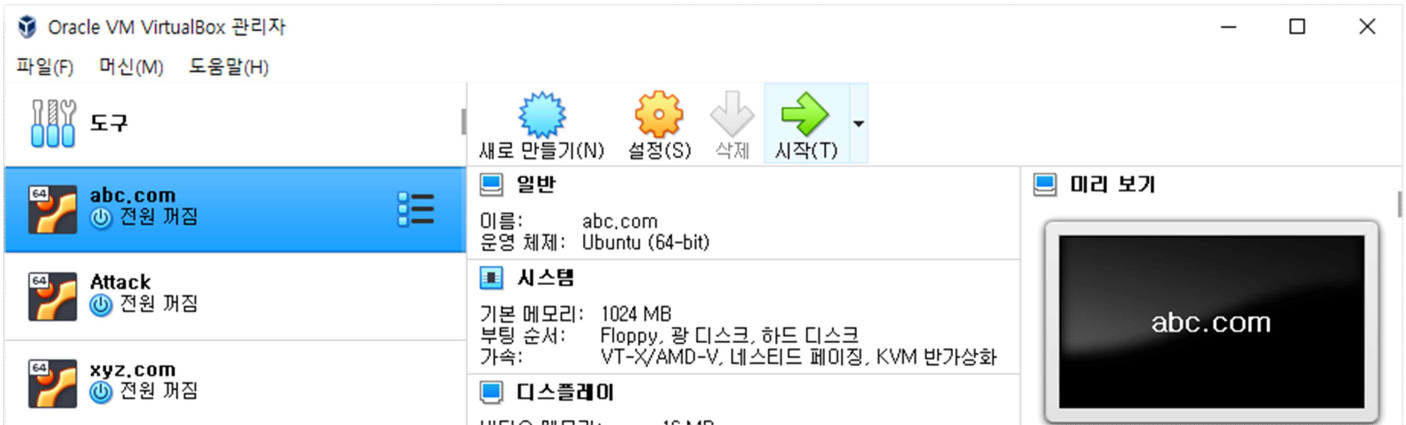 Oracle VM VirtualBox 관리자
파일(F) 머신(M) 도움말(H)
도구
새로 만들기(N) 설정(S) 삭제 시작(T)
64 abc.com
전원 꺼짐
64 Attack
전원 꺼짐
64 xyz.com
전원 꺼짐
일반
이름: abc.com
운영 체제: Ubuntu (64-bit)
시스템
기본 메모리: 1024 MB
부팅 순서: Floppy, 광 디스크, 하드 디스크
가속: VT-X/AMD-V, 네스티드 페이징, KVM 반가상화
디스플레이
미리 보기
abc.com